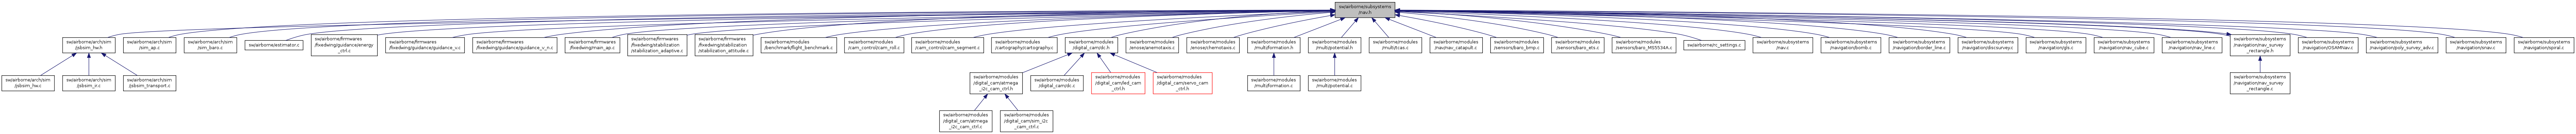 sw/airborne/subsystems
/nav.h
sw/airborne/arch/sim
/jsbsim_hw.h
sw/airborne/arch/sim
/sim_ap.c
sw/airborne/arch/sim
/sim_baro.c
sw/airborne/estimator.c
sw/airborne/firmwares
/fixedwing/guidance/energy
_ctrl.c
sw/airborne/firmwares
/fixedwing/guidance/guidance_v.c
sw/airborne/firmwares
/fixedwing/guidance/guidance_v_n.c
sw/airborne/firmwares
/fixedwing/main_ap.c
sw/airborne/firmwares
/fixedwing/stabilization
/stabilization_adaptive.c
sw/airborne/firmwares
/fixedwing/stabilization
/stabilization_attitude.c
sw/airborne/modules
/benchmark/flight_benchmark.c
sw/airborne/modules
/cam_control/cam_roll.c
sw/airborne/modules
/cam_control/cam_segment.c
sw/airborne/modules
/cartography/cartography.c
sw/airborne/modules
/digital_cam/dc.h
sw/airborne/modules
/enose/anemotaxis.c
sw/airborne/modules
/enose/chemotaxis.c
sw/airborne/modules
/multi/formation.h
sw/airborne/modules
/multi/potential.h
sw/airborne/modules
/multi/tcas.c
sw/airborne/modules
/nav/nav_catapult.c
sw/airborne/modules
/sensors/baro_bmp.c
sw/airborne/modules
/sensors/baro_ets.c
sw/airborne/modules
/sensors/baro_MS5534A.c
sw/airborne/rc_settings.c
sw/airborne/subsystems
/nav.c
sw/airborne/subsystems
/navigation/bomb.c
sw/airborne/subsystems
/navigation/border_line.c
sw/airborne/subsystems
/navigation/discsurvey.c
sw/airborne/subsystems
/navigation/gls.c
sw/airborne/subsystems
/navigation/nav_cube.c
sw/airborne/subsystems
/navigation/nav_line.c
sw/airborne/subsystems
/navigation/nav_survey
_rectangle.h
sw/airborne/subsystems
/navigation/OSAMNav.c
sw/airborne/subsystems
/navigation/poly_survey_adv.c
sw/airborne/subsystems
/navigation/snav.c
sw/airborne/subsystems
/navigation/spiral.c
sw/airborne/arch/sim
/jsbsim_hw.c
sw/airborne/arch/sim
/jsbsim_ir.c
sw/airborne/arch/sim
/jsbsim_transport.c
sw/airborne/modules
/digital_cam/atmega
_i2c_cam_ctrl.h
sw/airborne/modules
/digital_cam/dc.c
sw/airborne/modules
/digital_cam/led_cam
_ctrl.h
sw/airborne/modules
/digital_cam/servo_cam
_ctrl.h
sw/airborne/modules
/multi/formation.c
sw/airborne/modules
/multi/potential.c
sw/airborne/subsystems
/navigation/nav_survey
_rectangle.c
sw/airborne/modules
/digital_cam/atmega
_i2c_cam_ctrl.c
sw/airborne/modules
/digital_cam/sim_i2c
_cam_ctrl.c